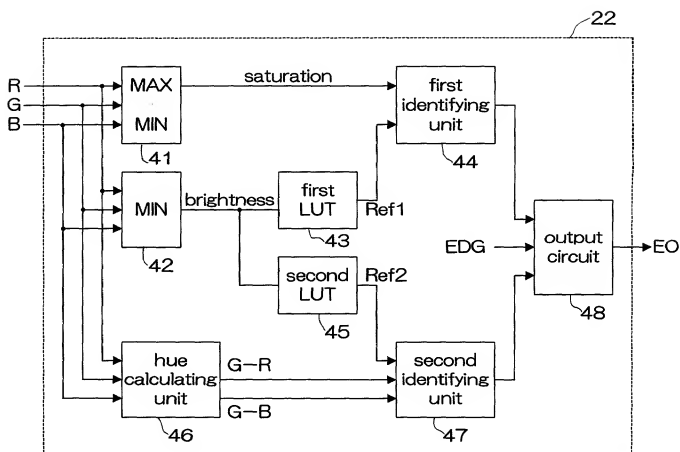 22
R
G
B
MAX
MIN
41
saturation
first
identifying
unit
44
MIN
42
brightness
first
LUT
43
Ref1
second
LUT
45
Ref2
EDG
output
circuit
48
EO
hue
calculating
unit
46
G-R
G-B
second
identifying
unit
47